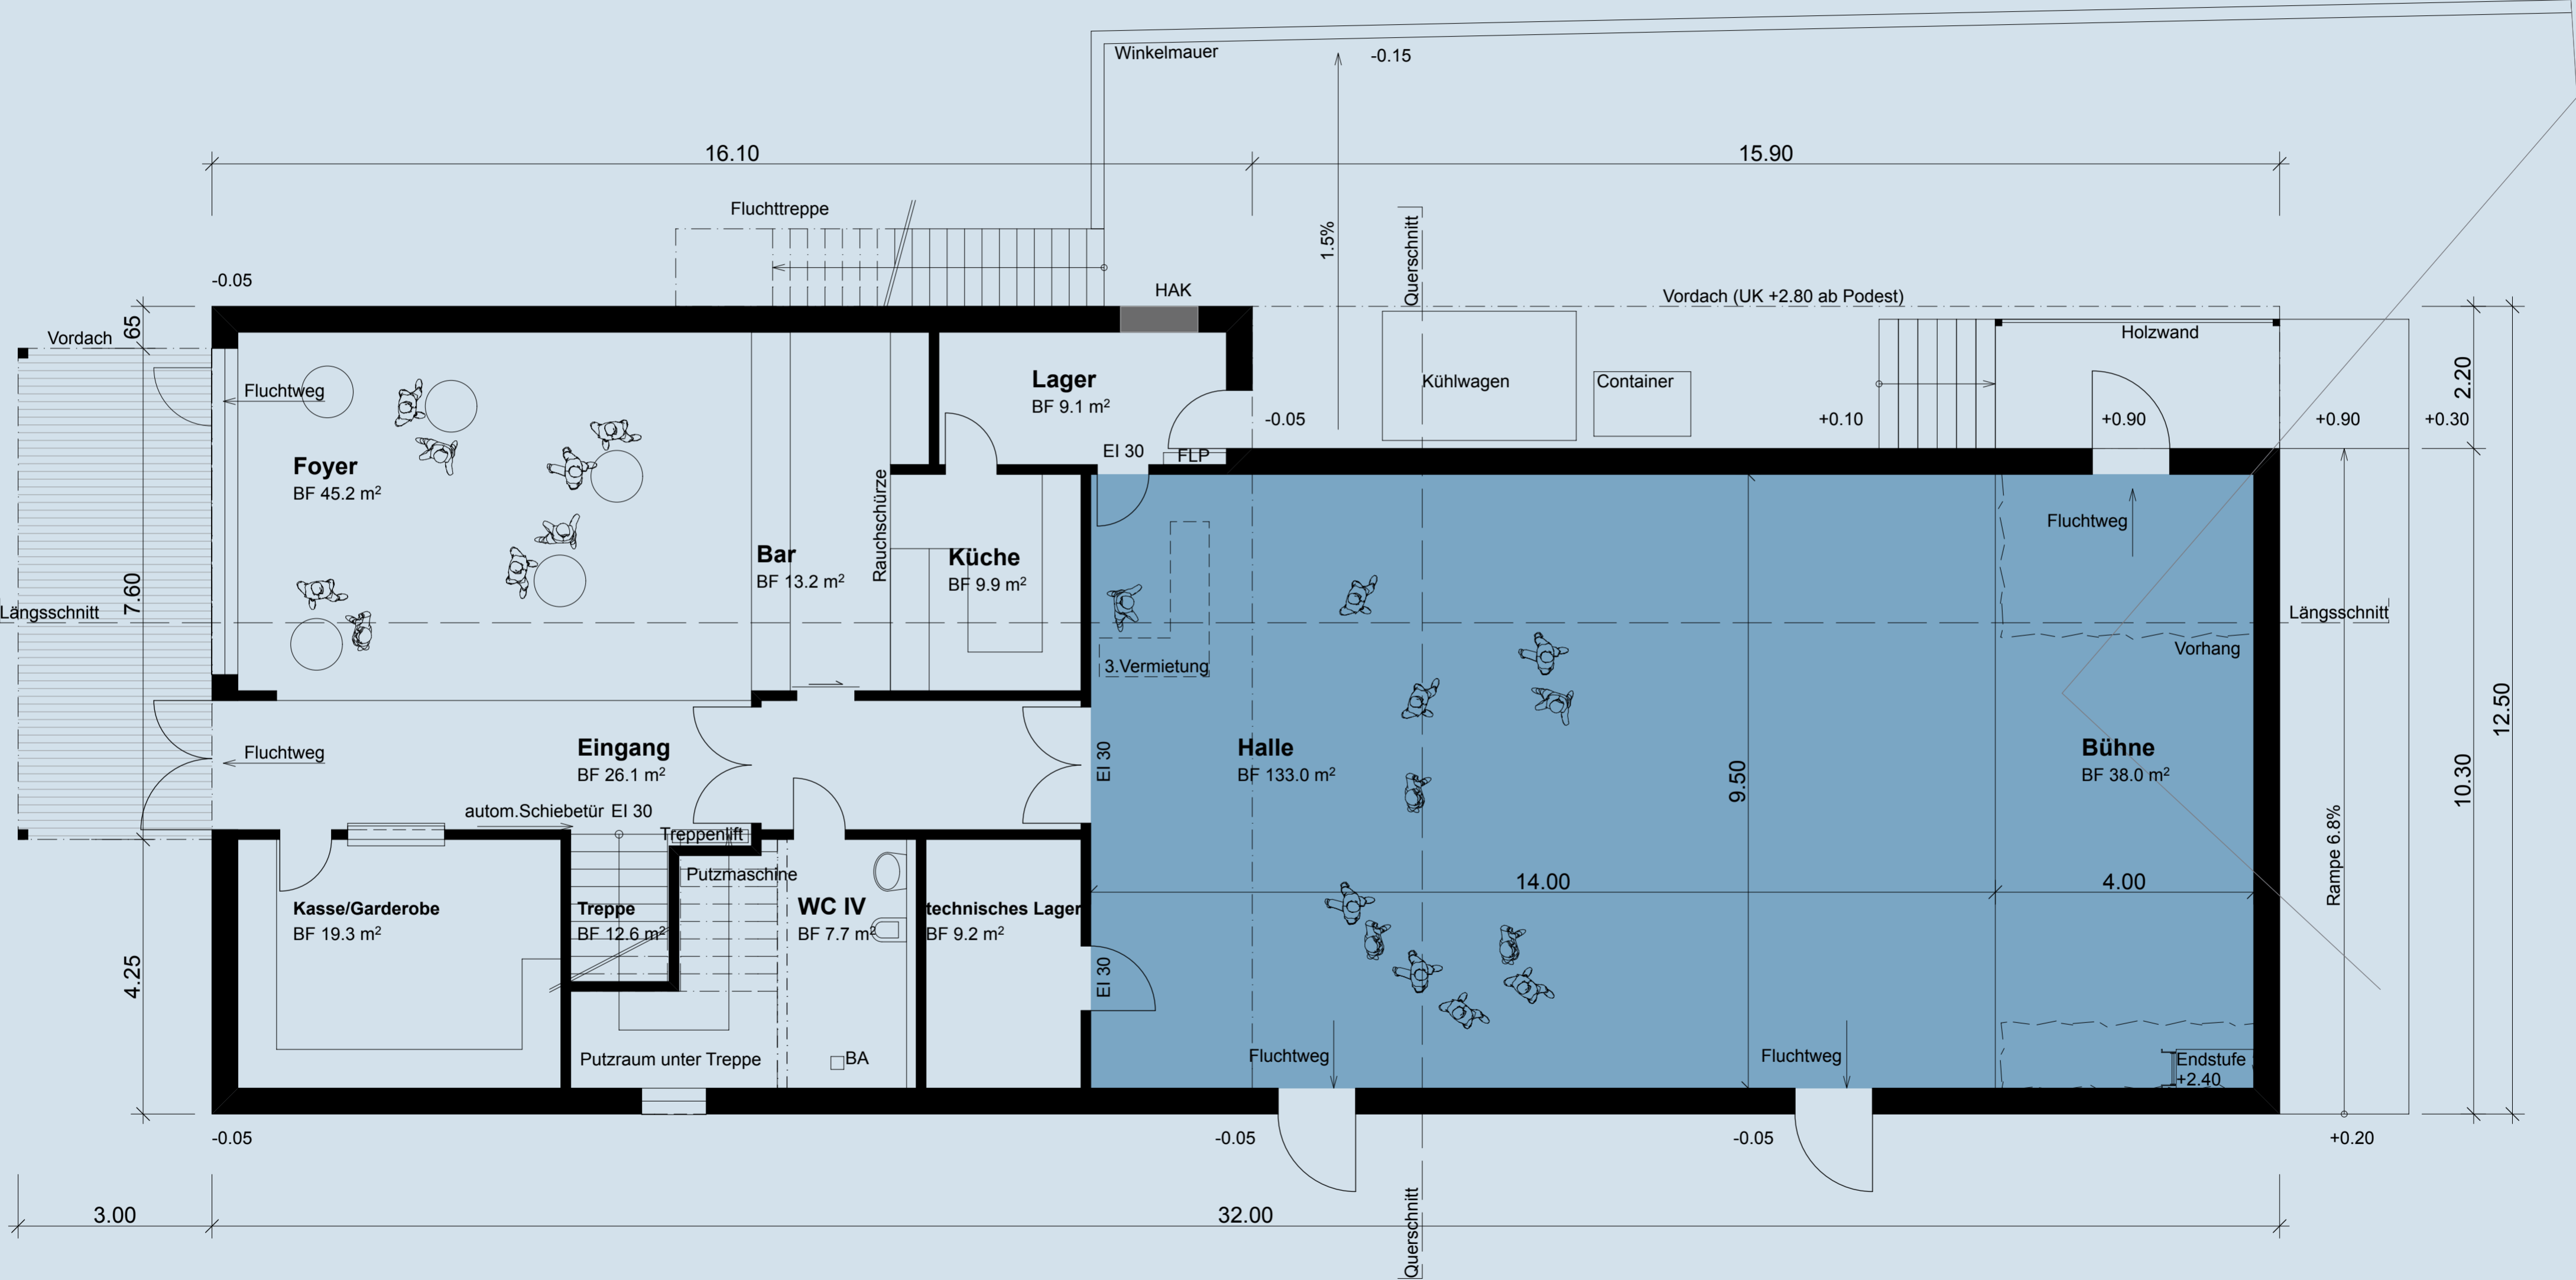 Winkelmauer
-0.15
16.10
15.90
Fluchttreppe
1.5%
Querschnitt
-0.05
HAK
Vordach (UK +2.80 ab Podest)
65
Vordach
Holzwand
Fluchtweg
Lager
BF 9.1 m²
Kühlwagen
Container
2.20
-0.05
+0.10
+0.90
+0.90
+0.30
EI 30
FLP
Foyer
BF 45.2 m²
Rauchschürze
Fluchtweg
Bar
BF 13.2 m²
Küche
BF 9.9 m²
7.60
Längsschnitt
Längsschnitt
Vorhang
3.Vermietung
12.50
Eingang
BF 26.1 m²
Fluchtweg
EI 30
Halle
BF 133.0 m²
9.50
Bühne
BF 38.0 m²
10.30
autom.Schiebetür EI 30
Treppenlift
Rampe 6.8%
Putzmaschine
14.00
4.00
Kasse/Garderobe
BF 19.3 m²
Treppe
BF 12.6 m²
WC IV
BF 7.7 m²
technisches Lager
BF 9.2 m²
4.25
EI 30
Putzraum unter Treppe
BA
Fluchtweg
Fluchtweg
Endstufe
+2.40
-0.05
-0.05
-0.05
+0.20
3.00
32.00
Querschnitt